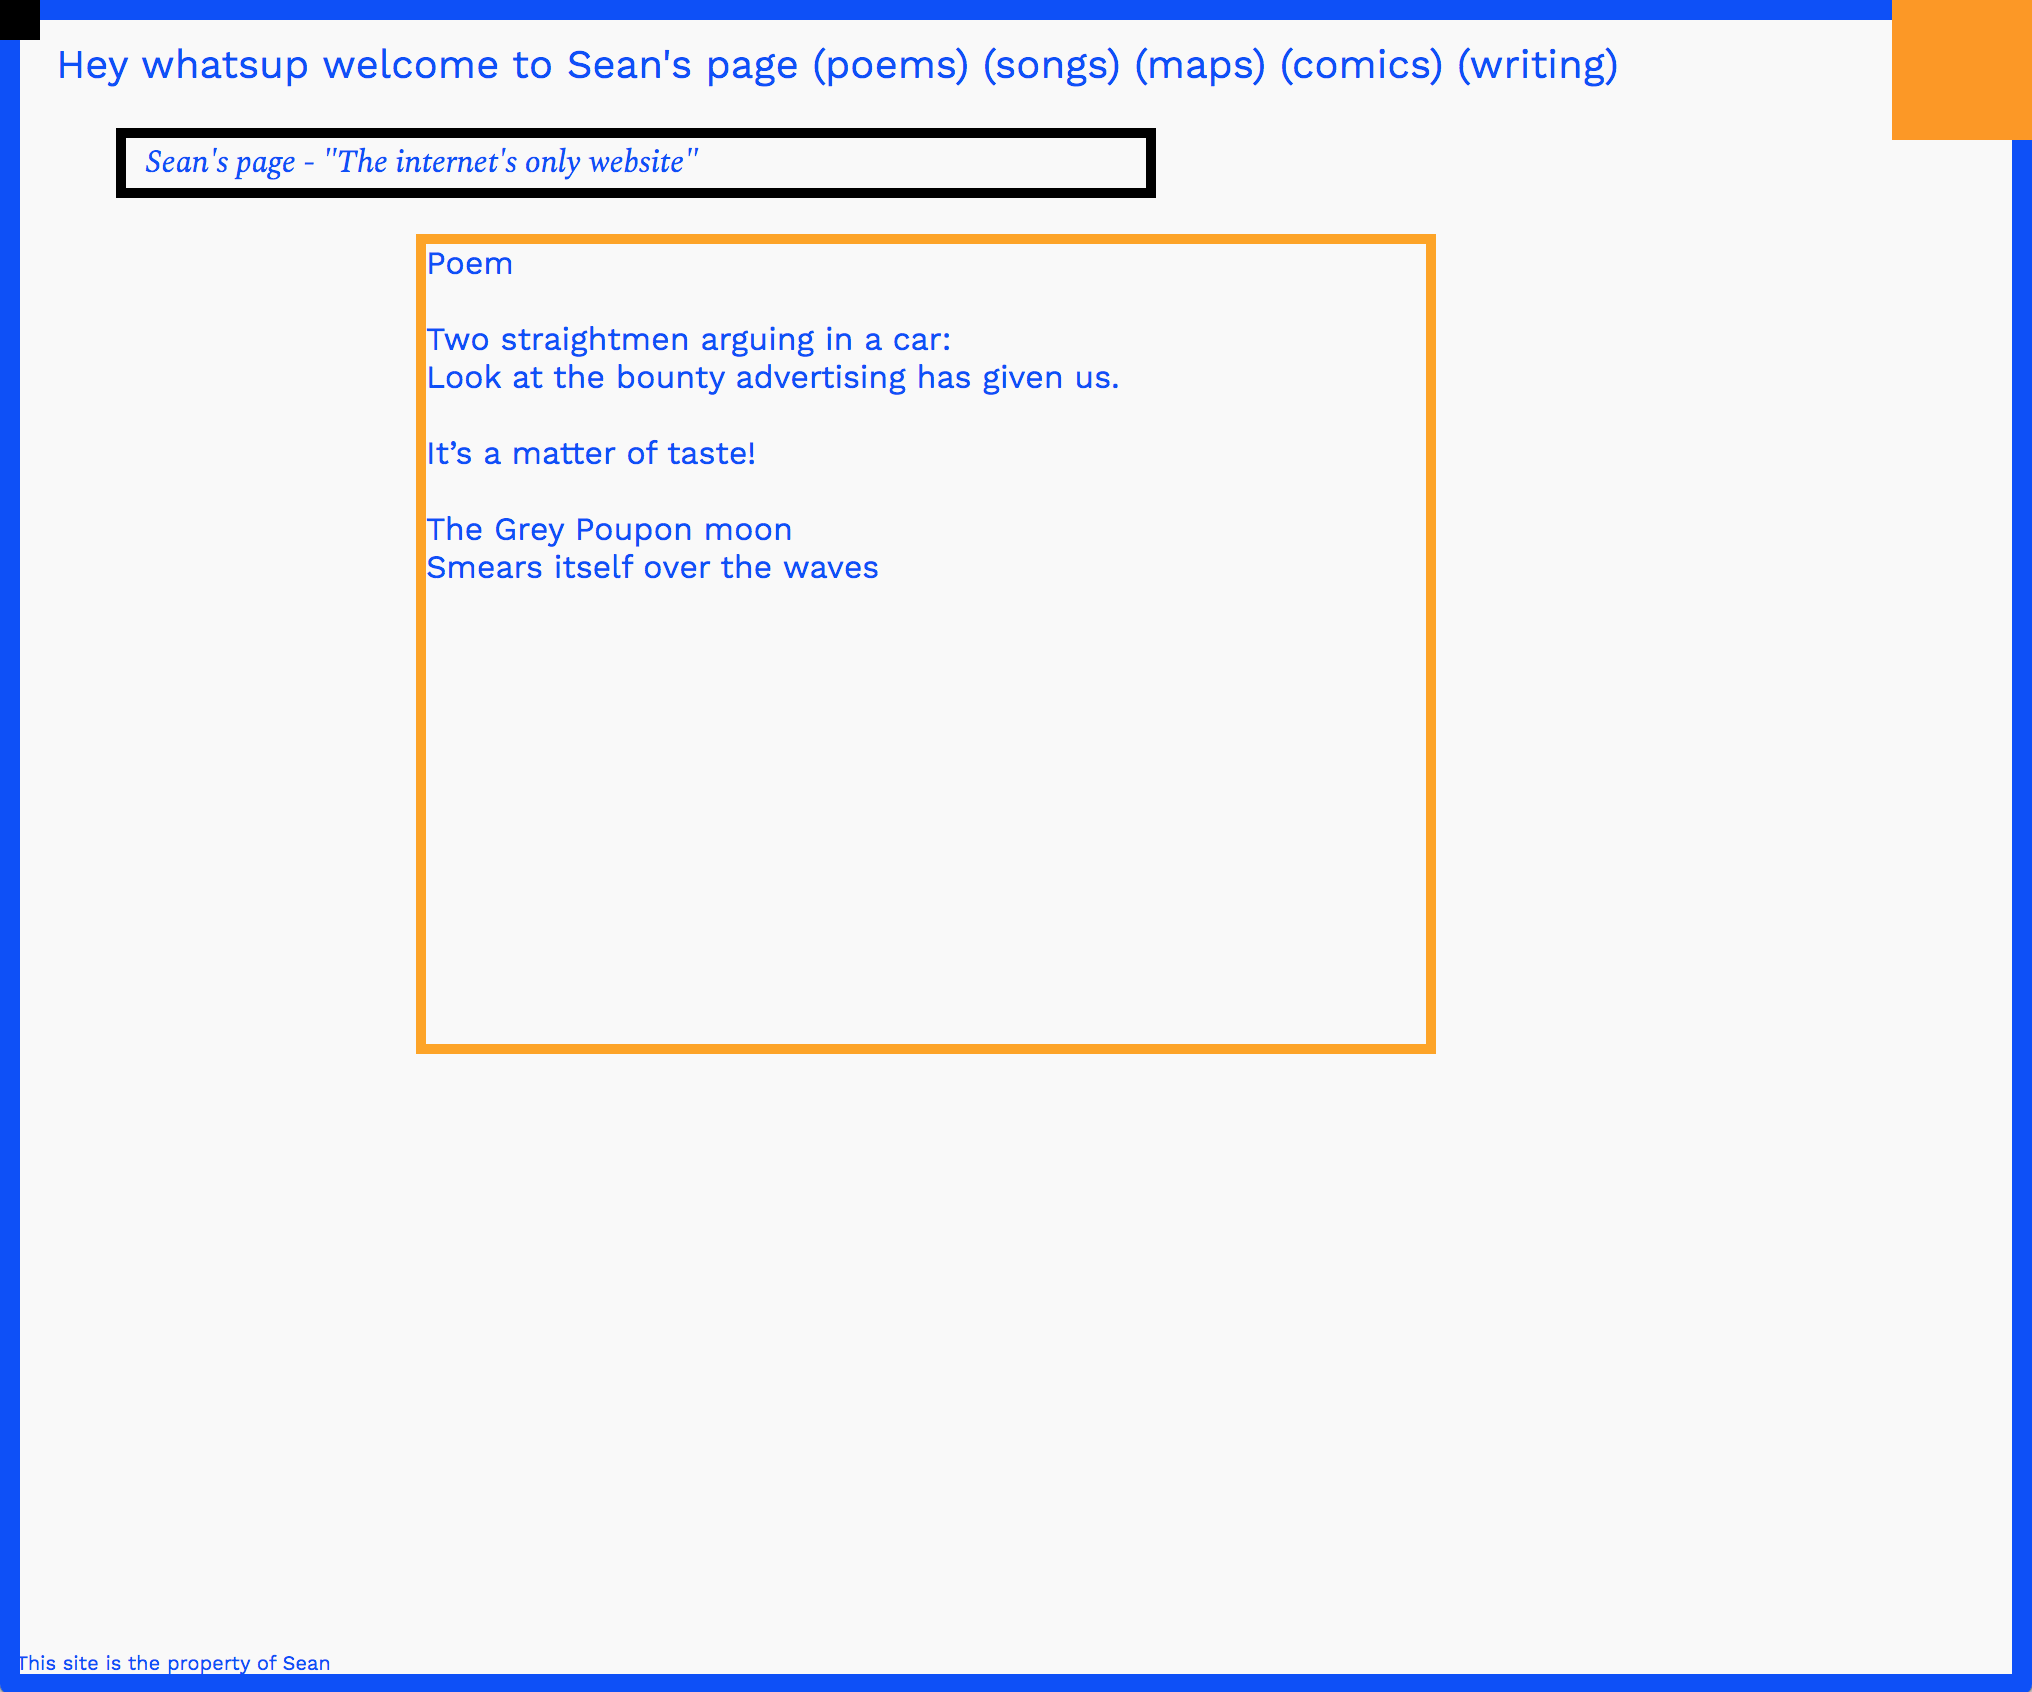 Hey whatsup welcome to Sean's page (poems) (songs) (maps) (comics) (writing)
Sean's page - "The internet's only website"
Poem
Two straightmen arguing in a car:
Look at the bounty advertising has given us.
It’s a matter of taste!
The Grey Poupon moon
Smears itself over the waves
This site is the property of Sean